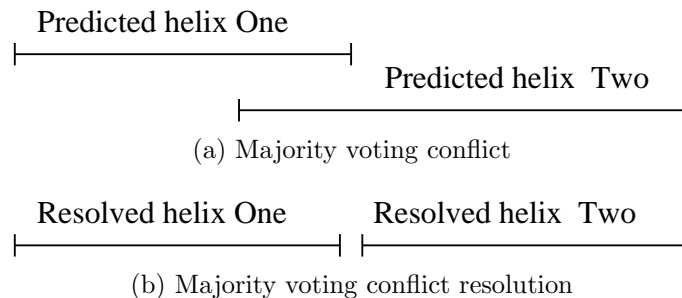 Predicted helix One
Predicted helix Two
(a) Majority voting conflict
Resolved helix One Resolved helix Two
(b) Majority voting conflict resolution